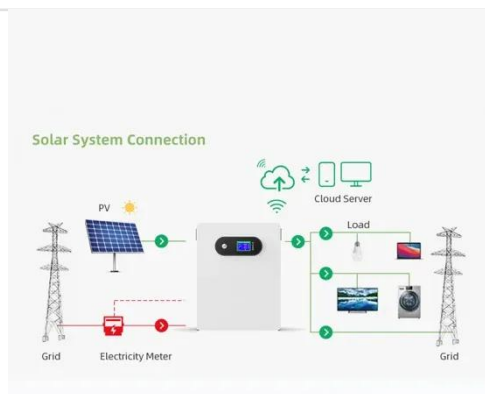 Solar System Connection
Cloud Server
PV
Load
Grid
Electricity Meter
Grid